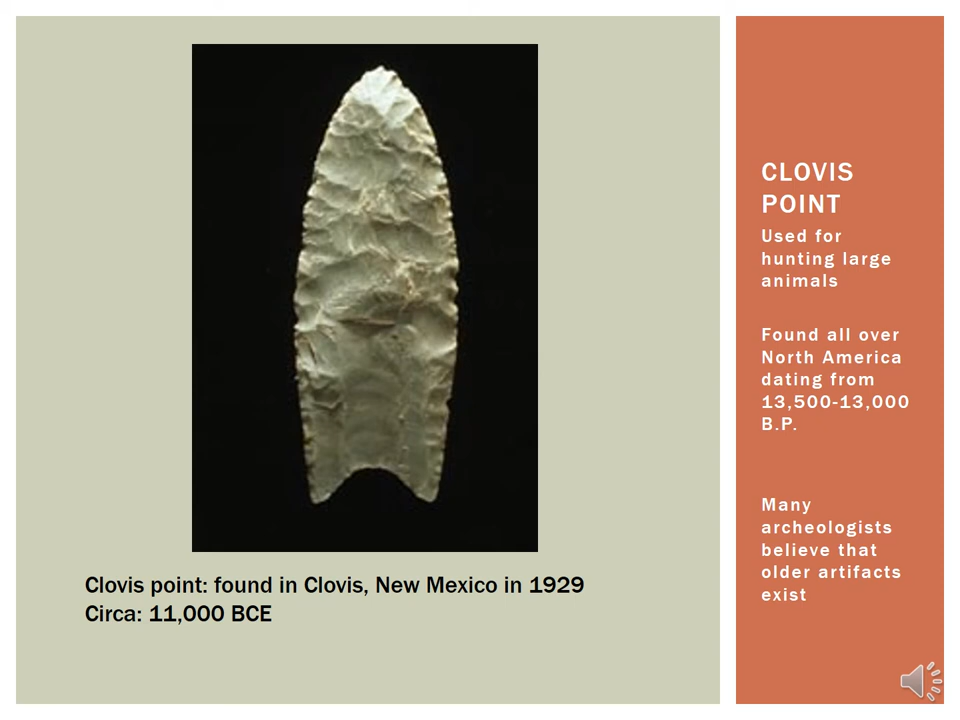 Clovis point: found in Clovis, New Mexico in 1929
Circa: 11,000 BCE
CLOVIS
POINT
Used for
hunting large
animals
Found all over
North America
dating from
13,500-13,000
B.P.
Many
archeologists
believe that
older artifacts
exist